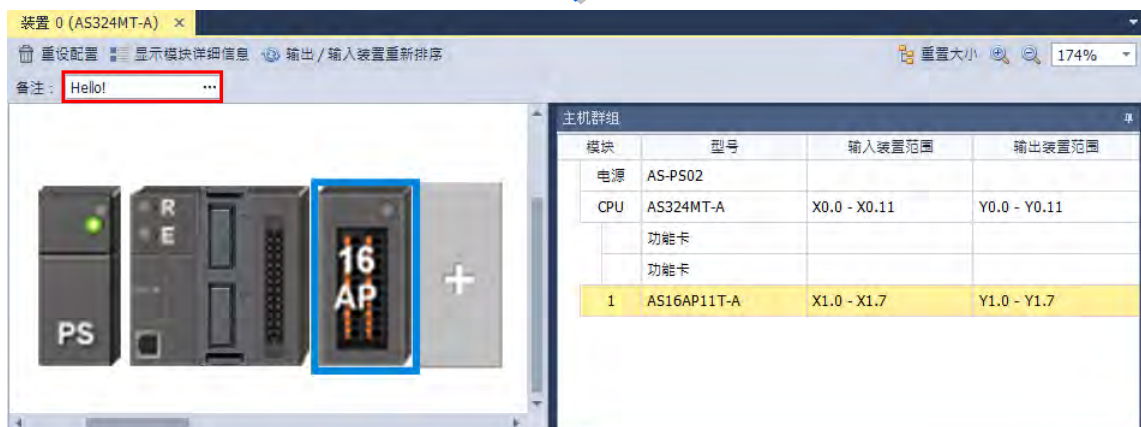 装置 0 (AS324MT-A) ×
重设配置 显示模块详细信息 输出/输入装置重新排序 重置大小 174%
备注： Hello! ...
主机群组
模块 型号 输入装置范围 输出装置范围
电源 AS-PS02
CPU AS324MT-A X0.0 - X0.11 Y0.0 - Y0.11
功能卡
功能卡
1 AS16AP11T-A X1.0 - X1.7 Y1.0 - Y1.7
R
E
16
AP
+
PS